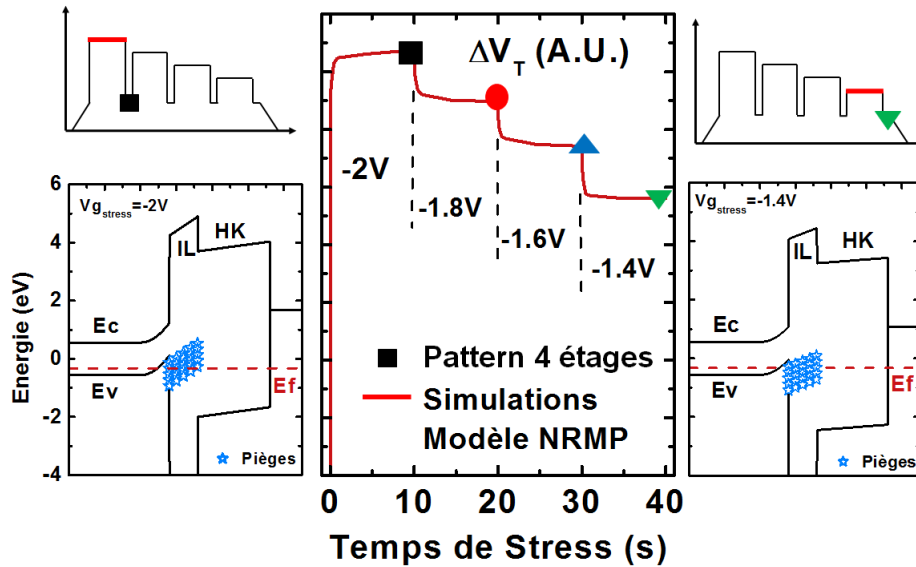 ΔV_T (A.U.)
-2V
-1.8V
-1.6V
-1.4V
Pattern 4 étages
Simulations
Modèle NRMP
0 10 20 30 40
Temps de Stress (s)
Energie (eV)
6
4
2
0
-2
-4
Vg_stress=-2V
IL
HK
Ec
Ev
Ef
Pièges
Vg_stress=-1.4V
IL
HK
Ec
Ev
Ef
Pièges